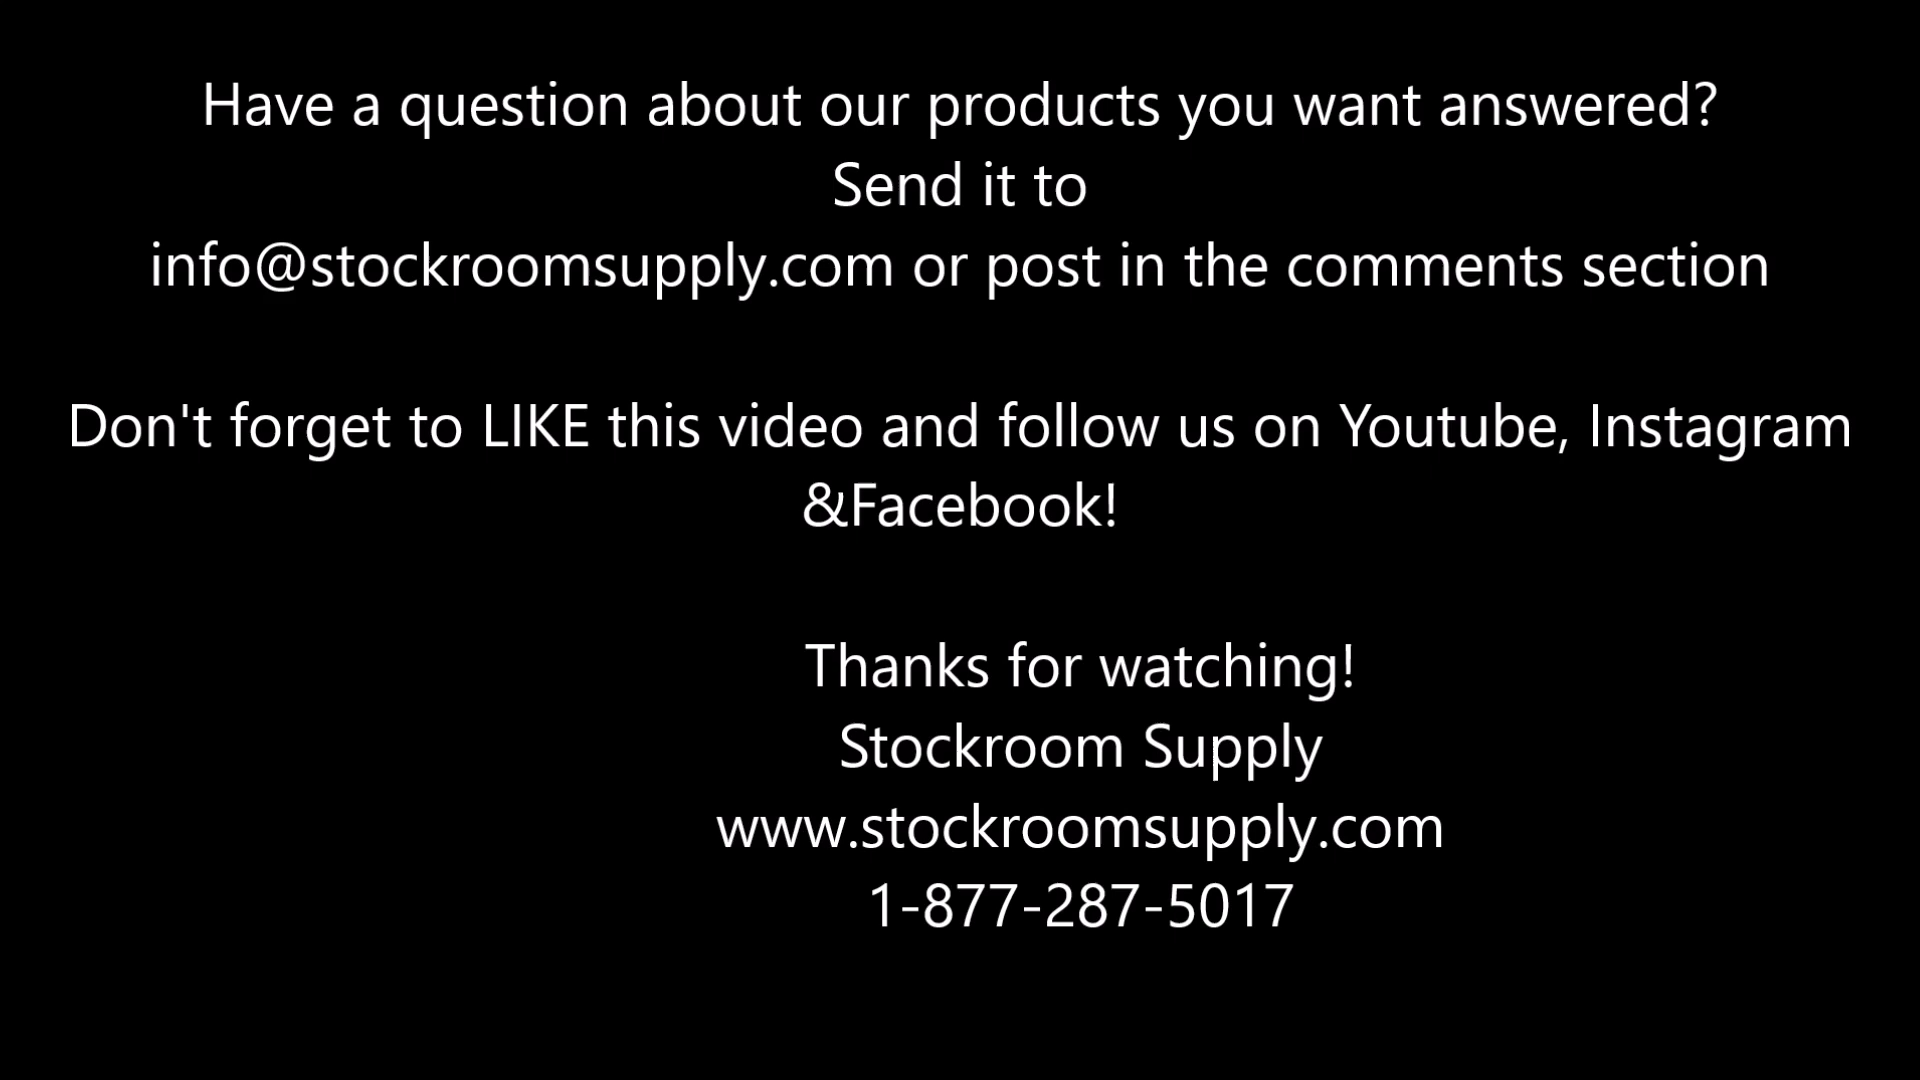 Have a question about our products you want answered?
Send it to
info@stockroomsupply.com or post in the comments section
Don't forget to LIKE this video and follow us on Youtube, Instagram
&Facebook!
Thanks for watching!
Stockroom Supply
www.stockroomsupply.com
1-877-287-5017